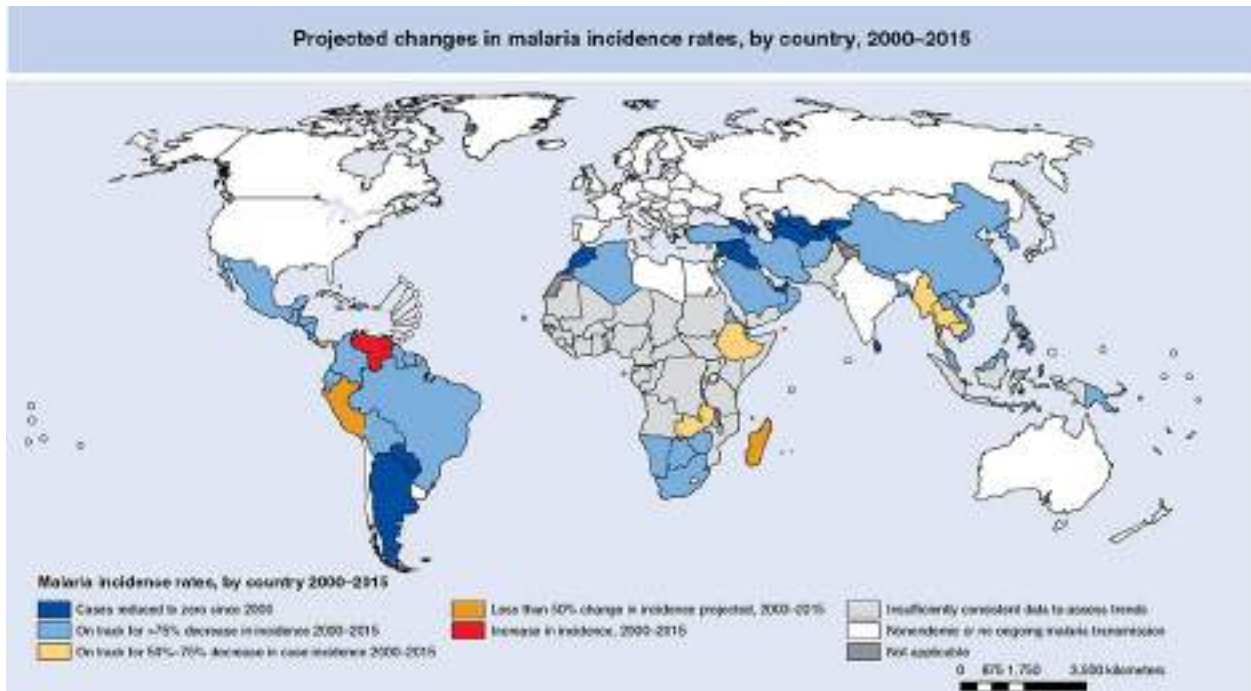 Projected changes in malaria incidence rates, by country, 2000–2015
Malaria incidence rates, by country 2000–2015
Cases reduced to zero since 2000
On track for >75% decrease in incidence 2000–2015
On track for 50%–75% decrease in case incidence 2000–2015
Less than 50% change in incidence projected, 2000–2015
Increase in incidence, 2000–2015
Insufficiently consistent data to assess trends
Nonendemic or no ongoing malaria transmission
Not applicable
0 875 1,750 3,500 kilometers